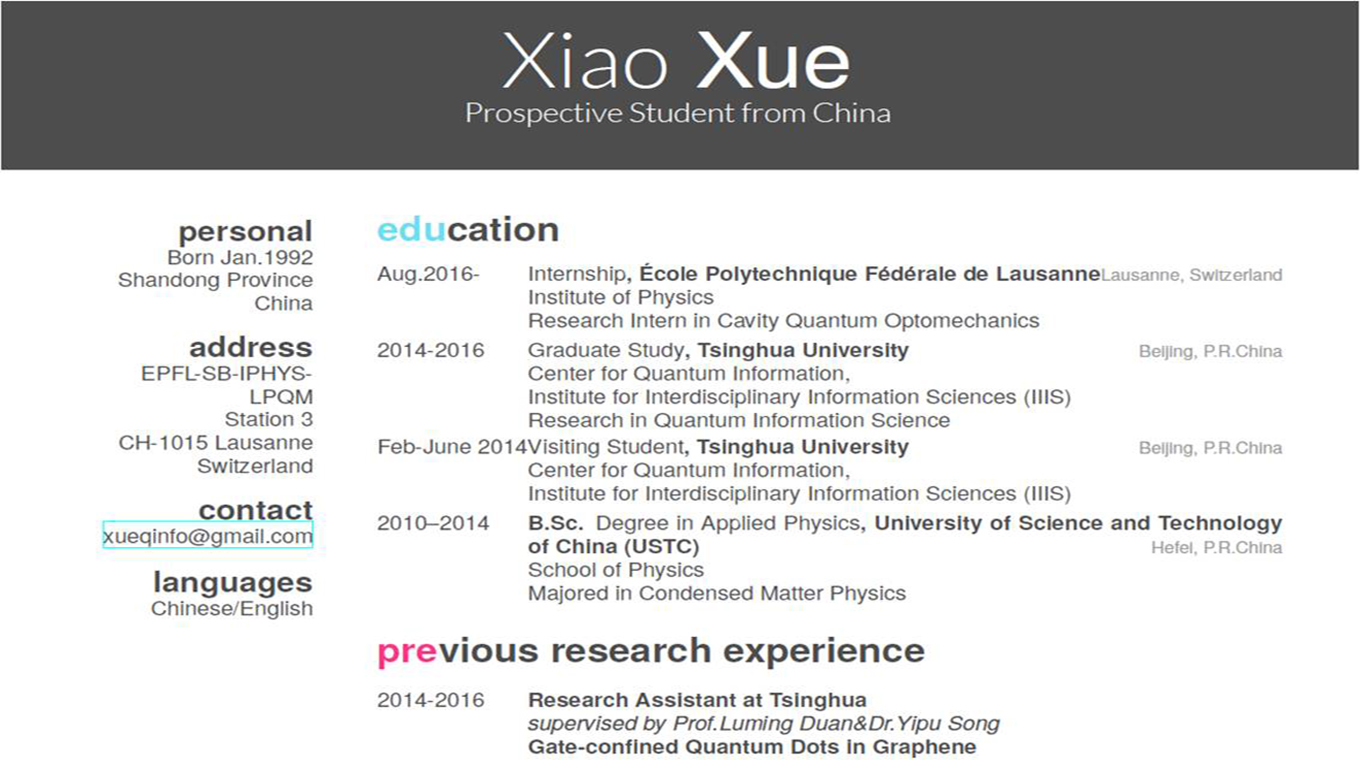 Xiao Xue
Prospective Student from China
personal
Born Jan.1992
Shandong Province
China
address
EPFL-SB-IPHYS-
LPQM
Station 3
CH-1015 Lausanne
Switzerland
contact
xueqinfo@gmail.com
languages
Chinese/English
education
Aug.2016- Internship, École Polytechnique Fédérale de Lausanne Lausanne, Switzerland
Institute of Physics
Research Intern in Cavity Quantum Optomechanics
2014-2016 Graduate Study, Tsinghua University Beijing, P.R.China
Center for Quantum Information,
Institute for Interdisciplinary Information Sciences (IIIS)
Research in Quantum Information Science
Feb-June 2014 Visiting Student, Tsinghua University Beijing, P.R.China
Center for Quantum Information,
Institute for Interdisciplinary Information Sciences (IIIS)
2010–2014 B.Sc. Degree in Applied Physics, University of Science and Technology
of China (USTC) Hefei, P.R.China
School of Physics
Majored in Condensed Matter Physics
previous research experience
2014-2016 Research Assistant at Tsinghua
supervised by Prof.Luming Duan&Dr.Yipu Song
Gate-confined Quantum Dots in Graphene